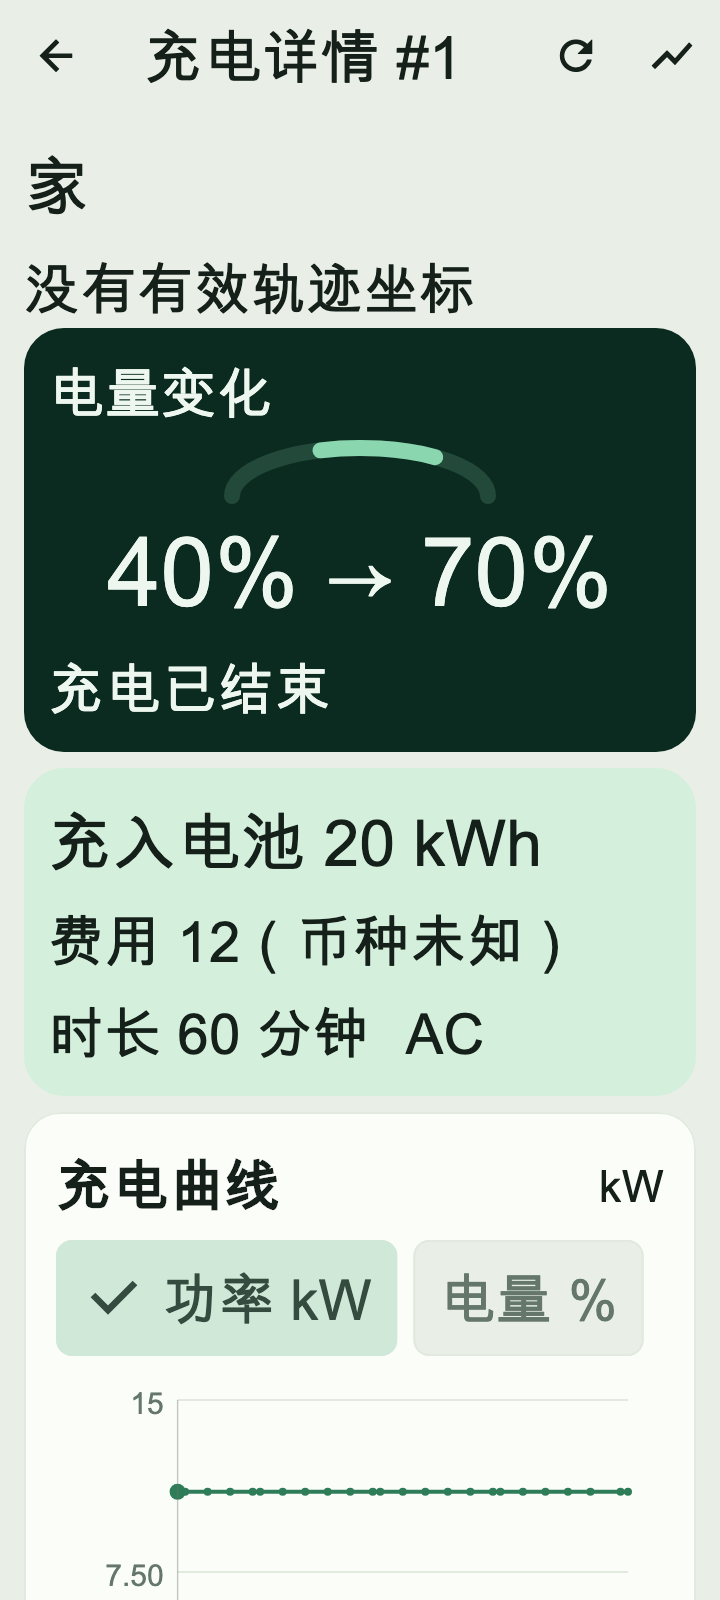 充电详情 #1
家
没有有效轨迹坐标
电量变化
40% → 70%
充电已结束
充入电池 20 kWh
费用 12 ( 币种未知 )
时长 60 分钟 AC
充电曲线 kW
功率 kW 电量 %
15
7.50